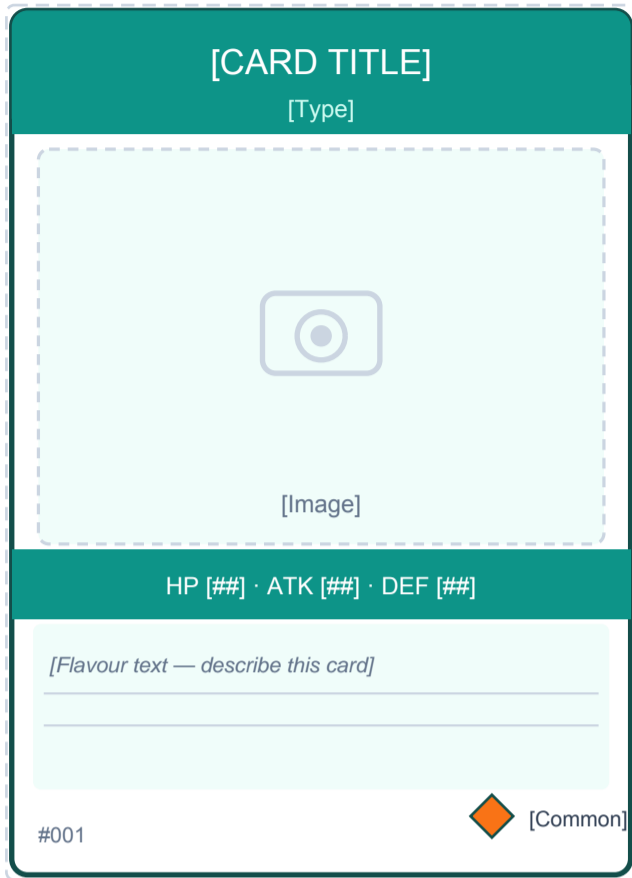 [CARD TITLE]
[Type]
[Image]
HP [##] · ATK [##] · DEF [##]
[Flavour text — describe this card]
[Common]
#001